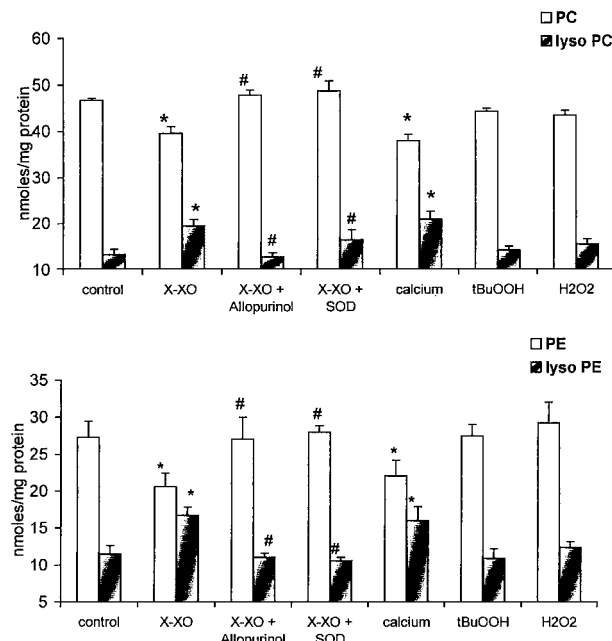 PC
lyso PC
nmoles/mg protein
60
50
40
30
20
10
#
#
*
*
*
*
#
#
control
X-XO
X-XO + Allopurinol
X-XO + SOD
calcium
tBuOOH
H2O2
PE
lyso PE
nmoles/mg protein
35
30
25
20
15
10
5
#
#
*
*
*
*
#
#
control
X-XO
X-XO + Allopurinol
X-XO + SOD
calcium
tBuOOH
H2O2